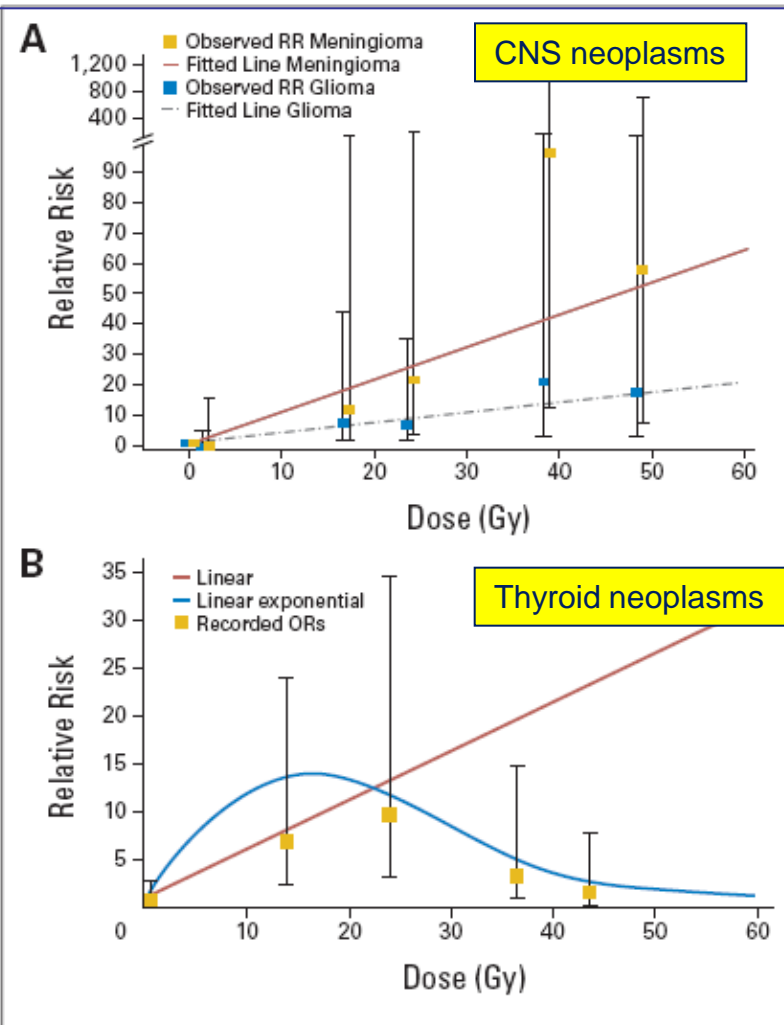 A
Observed RR Meningioma
Fitted Line Meningioma
Observed RR Glioma
Fitted Line Glioma
CNS neoplasms
1,200
800
400
90
80
70
60
50
40
30
20
10
0
Relative Risk
0 10 20 30 40 50 60
Dose (Gy)
B
Linear
Linear exponential
Recorded ORs
Thyroid neoplasms
35
30
25
20
15
10
5
Relative Risk
0 10 20 30 40 50 60
Dose (Gy)